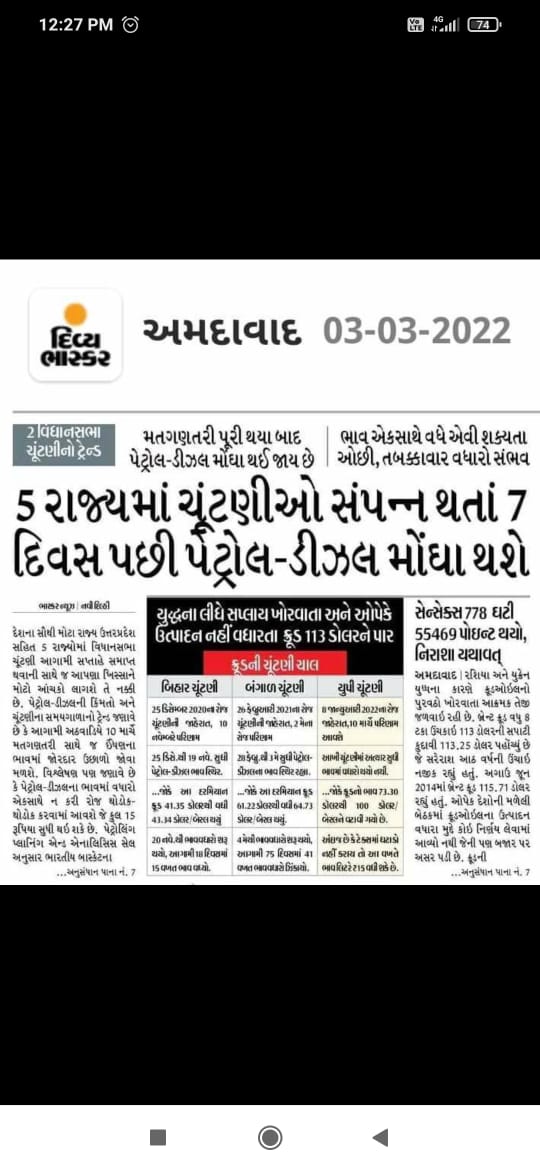 12:27 PM
Vo LTE 4G 74
દિવ્ય
ભાસ્કર
અમદાવાદ 03-03-2022
2 વિધાનસભા
ચૂંટણીનો ટ્રેન્ડ
મતગણતરી પૂરી થયા બાદ
પેટ્રોલ-ડીઝલ મોંઘા થઈ જાય છે
ભાવ એકસાથે વધે એવી શક્યતા
ઓછી, તબક્કાવાર વધારો સંભવ
5 રાજ્યમાં ચૂંટણીઓ સંપન્ન થતાં 7
દિવસ પછી પેટ્રોલ-ડીઝલ મોંઘા થશે
ભાસ્કર ન્યૂઝ | નવી દિલ્હી
દેશના સૌથી મોટા રાજ્ય ઉત્તરપ્રદેશ
સહિત 5 રાજ્યોમાં વિધાનસભા
ચૂંટણી આગામી સપ્તાહે સમાપ્ત
થવાની સાથે જ આપણા ખિસ્સાને
મોટો આંચકો લાગશે તે નક્કી
છે. પેટ્રોલ-ડીઝલની કિંમતો અને
ચૂંટણીના સમયગાળાનો ટ્રેન્ડ જણાવે
છે કે આગામી અઠવાડિયે 10 માર્ચે
મતગણતરી સાથે જ ઈંધણના
ભાવમાં જોરદાર ઉછાળો જોવા
મળશે. વિશ્લેષણ પણ જણાવે છે
કે પેટ્રોલ-ડીઝલના ભાવમાં વધારો
એકસાથે ન કરી રોજ થોડોક-
થોડોક કરવામાં આવશે જે કુલ 15
રૂપિયા સુધી થઇ શકે છે. પેટ્રોલિંગ
પ્લાનિંગ એન્ડ એનાલિસિસ સેલ
અનુસાર ભારતીય બાસ્કેટના
...અનુસંધાન પાના નં. 7
યુદ્ધના લીધે સપ્લાય ખોરવાતા અને ઓપેકે
ઉત્પાદન નહીં વધારતા ક્રૂડ 113 ડોલરને પાર
ક્રૂડની ચૂંટણી ચાલ
બિહાર ચૂંટણી
25 ડિસેમ્બર 2020ના રોજ
ચૂંટણીની જાહેરાત, 10
નવેમ્બરે પરિણામ
25 ડિસે.થી 19 નવે. સુધી
પેટ્રોલ-ડીઝલના ભાવ સ્થિર.
...જોકે આ દરમિયાન
ક્રૂડ 41.35 ડોલરથી વધી
43.34 ડોલર/બેરલ થયું
20 નવે.થી ભાવવધારો શરૂ
થયો, આગામી 18 દિવસમાં
15 વખત ભાવ વધ્યો.
બંગાળ ચૂંટણી
26 ફેબ્રુઆરી 2021ના રોજ
ચૂંટણીની જાહેરાત, 2 મેના
રોજ પરિણામ
28 ફેબ્રુ.થી 3 મે સુધી પેટ્રોલ-
ડીઝલના ભાવ સ્થિર રહ્યા.
...જોકે આ દરમિયાન ક્રૂડ
61.22 ડોલરથી વધી 64.73
ડોલર/બેરલ થયું.
4 મેથી ભાવવધારો શરૂ થયો,
આગામી 75 દિવસમાં 41
વખત ભાવવધારો ઝિંકાયો.
યુપી ચૂંટણી
8 જાન્યુઆરી 2022ના રોજ
જાહેરાત, 10 માર્ચે પરિણામ
આવશે
આખી ચૂંટણીમાં અત્યાર સુધી
ભાવમાં વધારો થયો નથી.
...જોકે ક્રૂડનો ભાવ 73.30
ડોલરથી 100 ડોલર/
બેરલને વટાવી ગયો છે.
અંદાજ છે કે ટેક્સમાં ઘટાડો
નહીં કરાય તો આ વખતે
ભાવ લિટરે ₹15 વધી શકે છે.
સેન્સેક્સ 778 ઘટી
55469 પોઇન્ટ થયો,
નિરાશા યથાવત્
અમદાવાદ | રશિયા અને યુક્રેન
યુધ્ધના કારણે ક્રૂડઓઇલનો
પુરવઠો ખોરવાતા આક્રમક તેજી
જળવાઇ રહી છે. બ્રેન્ટ ક્રૂડ વધુ 8
ટકા ઉંચકાઇ 113 ડોલરની સપાટી
કુદાવી 113.25 ડોલર પહોંચ્યું છે
જે સરેરાશ આઠ વર્ષની ઉંચાઇ
નજીક રહ્યું છે. અગાઉ જૂન
2014માં બ્રેન્ટ ક્રૂડ 115.71 ડોલર
રહ્યું હતું. ઓપેક દેશોની મળેલી
બેઠકમાં ક્રૂડઓઇલના ઉત્પાદન
વધારા મુદ્દે કોઇ નિર્ણય લેવામાં
આવ્યો નથી જેની પણ બજાર પર
અસર પડી છે. ક્રૂડની
...અનુસંધાન પાના નં. 7